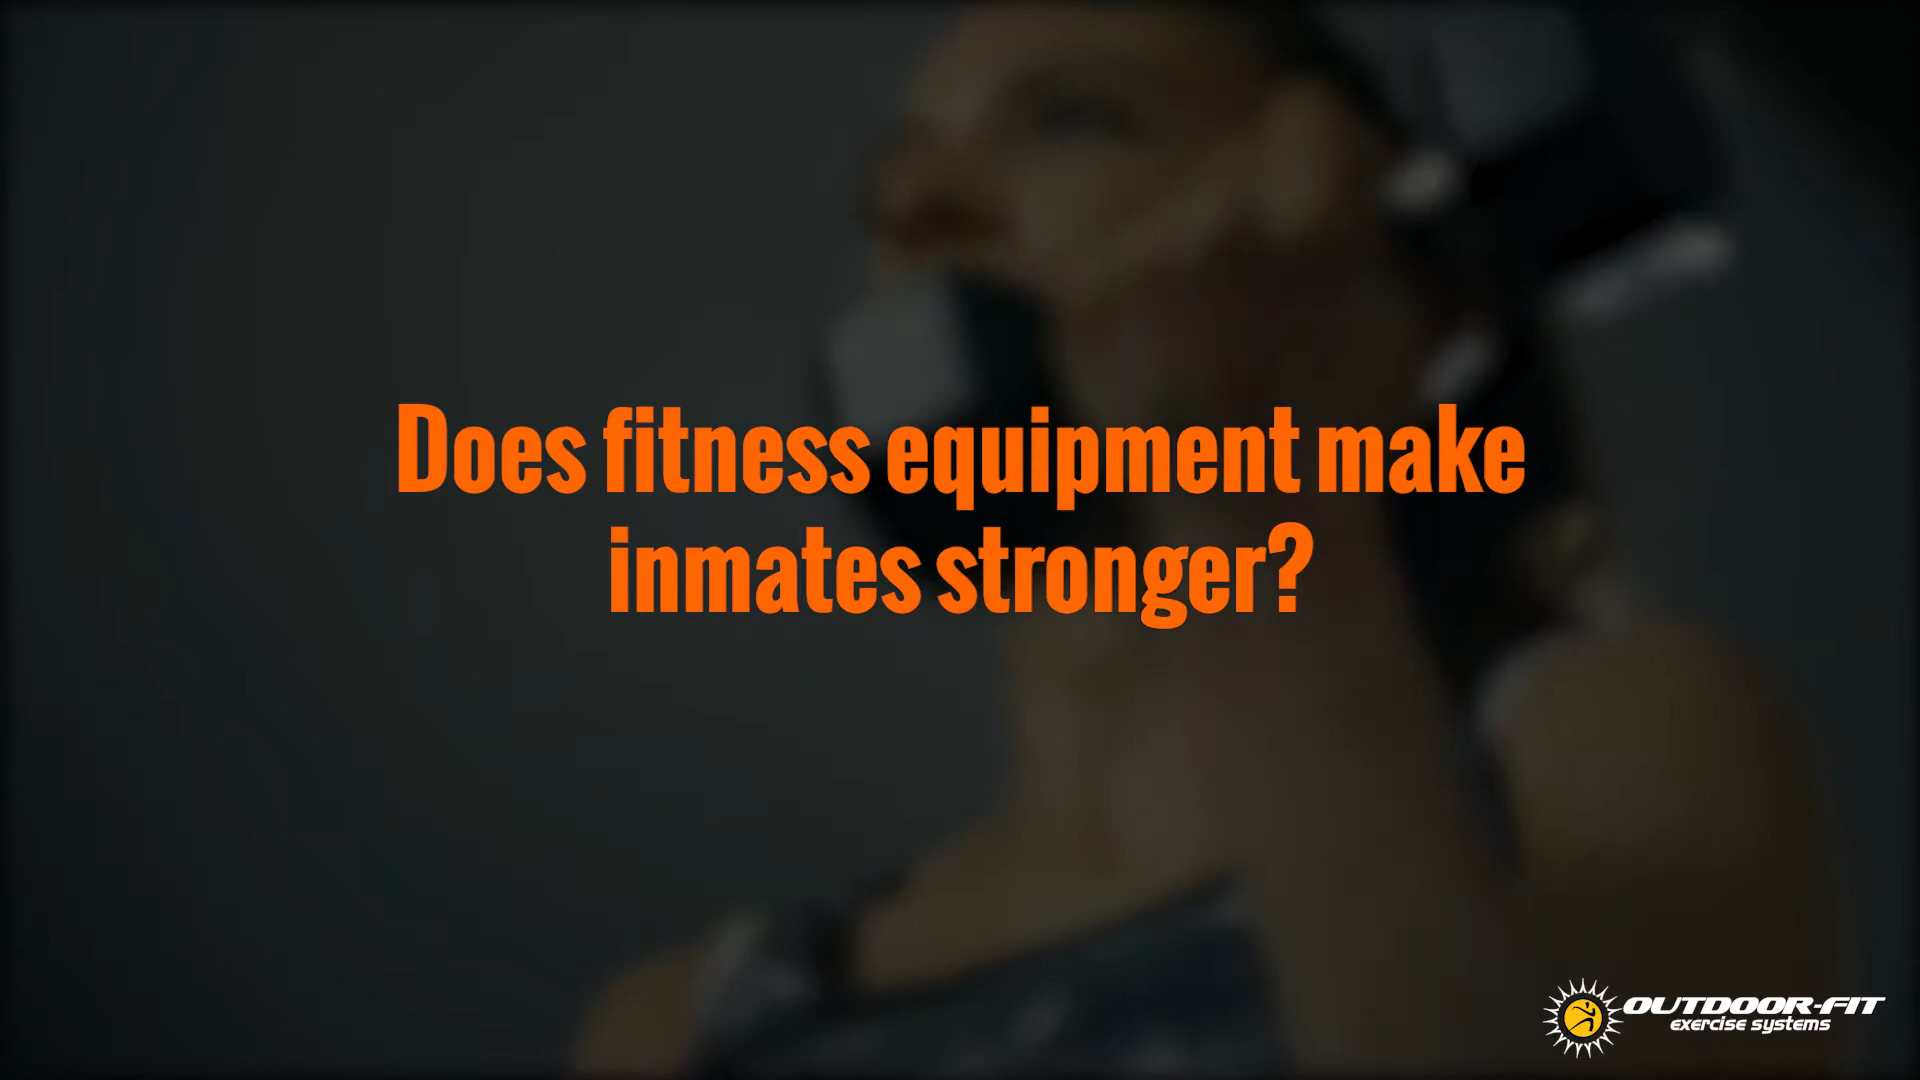 Does fitness equipment make
inmates stronger?
OUTDOOR-FIT
exercise systems